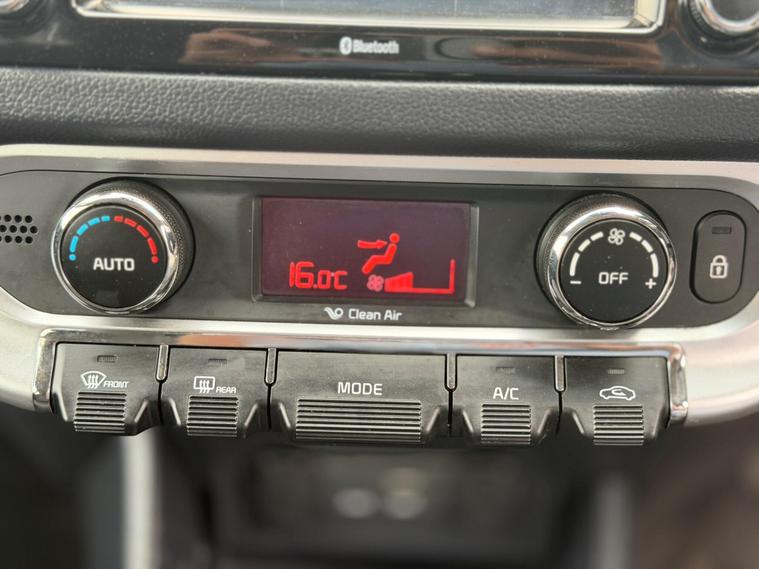 Bluetooth
AUTO
16.0°C
OFF
Clean Air
FRONT
REAR
MODE
A/C